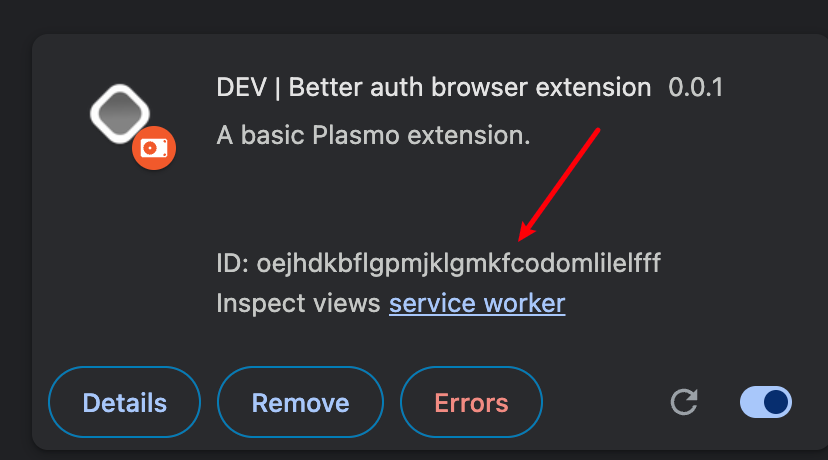 DEV | Better auth browser extension 0.0.1
A basic Plasmo extension.
ID: oejhdkbflgpmjklgmkfcodomlilelfff
Inspect views service worker
Details Remove Errors